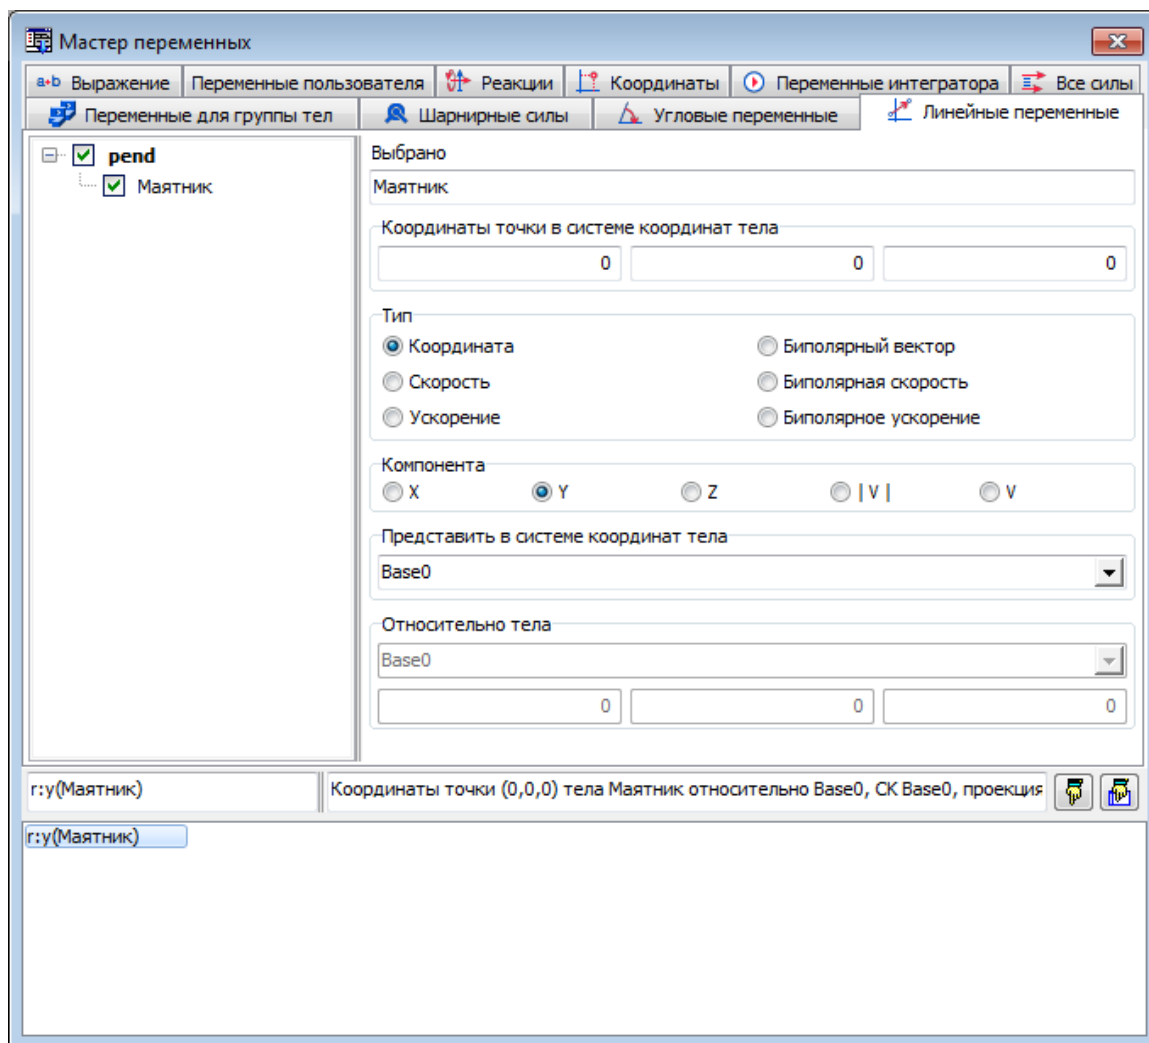 Мастер переменных
a+b Выражение Переменные пользователя Реакции Координаты Переменные интегратора Все силы
Переменные для группы тел Шарнирные силы Угловые переменные Линейные переменные
pend
Маятник
Выбрано
Маятник
Координаты точки в системе координат тела
0 0 0
Тип
Координата Биполярный вектор
Скорость Биполярная скорость
Ускорение Биполярное ускорение
Компонента
X Y Z | V | V
Представить в системе координат тела
Base0
Относительно тела
Base0
0 0 0
r:y(Маятник) Координаты точки (0,0,0) тела Маятник относительно Base0, СК Base0, проекция
r:y(Маятник)